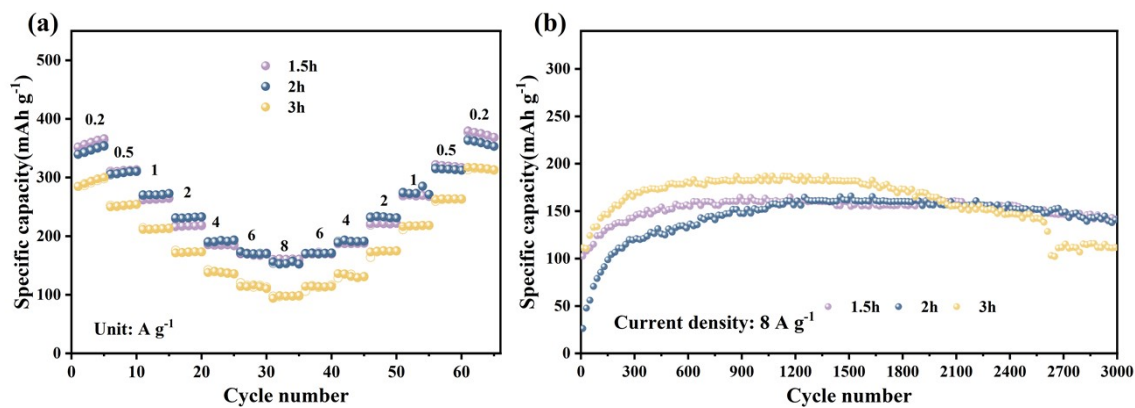 (a)
Specific capacity(mAh g⁻¹)
500
400
300
200
100
0
1.5h
2h
3h
0.2
0.5
1
2
4
6
8
6
4
2
1
0.5
0.2
Unit: A g⁻¹
0 10 20 30 40 50 60
Cycle number
(b)
Specific capacity(mAh g⁻¹)
300
250
200
150
100
50
0
1.5h 2h 3h
Current density: 8 A g⁻¹
0 300 600 900 1200 1500 1800 2100 2400 2700 3000
Cycle number